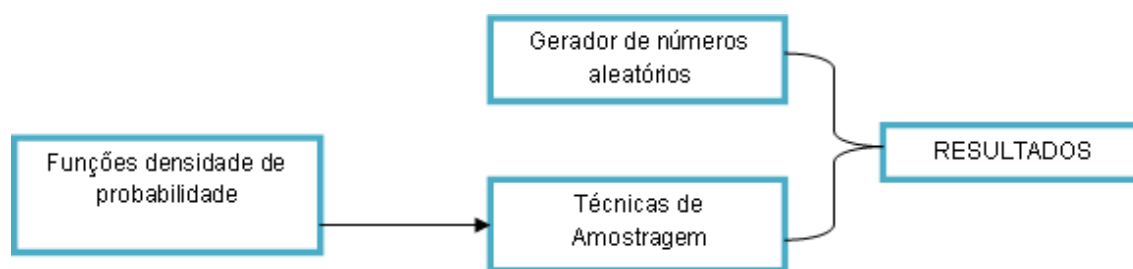 Gerador de números
aleatórios
Funções densidade de
probabilidade
RESULTADOS
Técnicas de
Amostragem